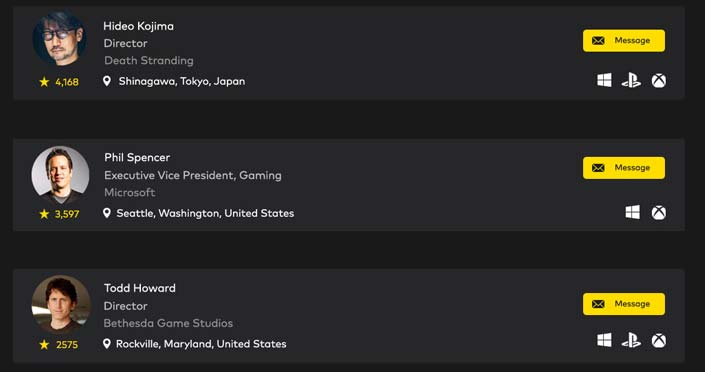 Hideo Kojima
Director
Death Stranding
4,168
Shinagawa, Tokyo, Japan
Message
Phil Spencer
Executive Vice President, Gaming
Microsoft
3,597
Seattle, Washington, United States
Message
Todd Howard
Director
Bethesda Game Studios
2575
Rockville, Maryland, United States
Message